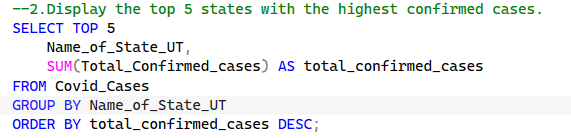 --2.Display the top 5 states with the highest confirmed cases.
SELECT TOP 5
    Name_of_State_UT,
    SUM(Total_Confirmed_cases) AS total_confirmed_cases
FROM Covid_Cases
GROUP BY Name_of_State_UT
ORDER BY total_confirmed_cases DESC;